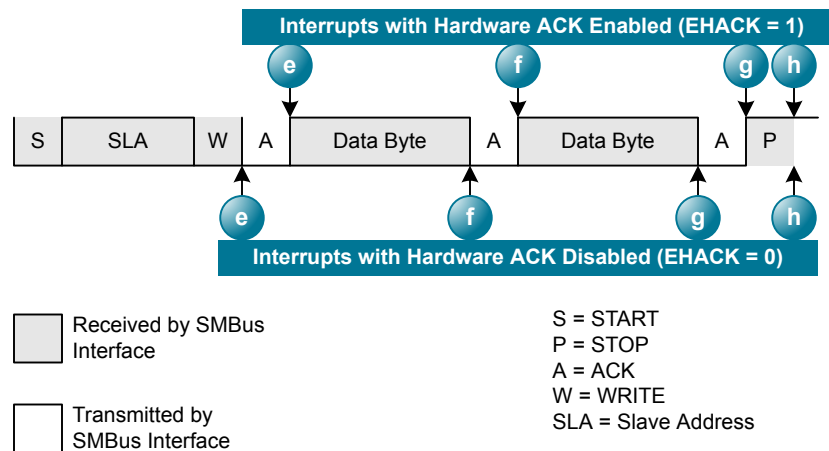 Interrupts with Hardware ACK Enabled (EHACK = 1)
e f g h
S SLA W A Data Byte A Data Byte A P
e f g h
Interrupts with Hardware ACK Disabled (EHACK = 0)
Received by SMBus
Interface
Transmitted by
SMBus Interface
S = START
P = STOP
A = ACK
W = WRITE
SLA = Slave Address